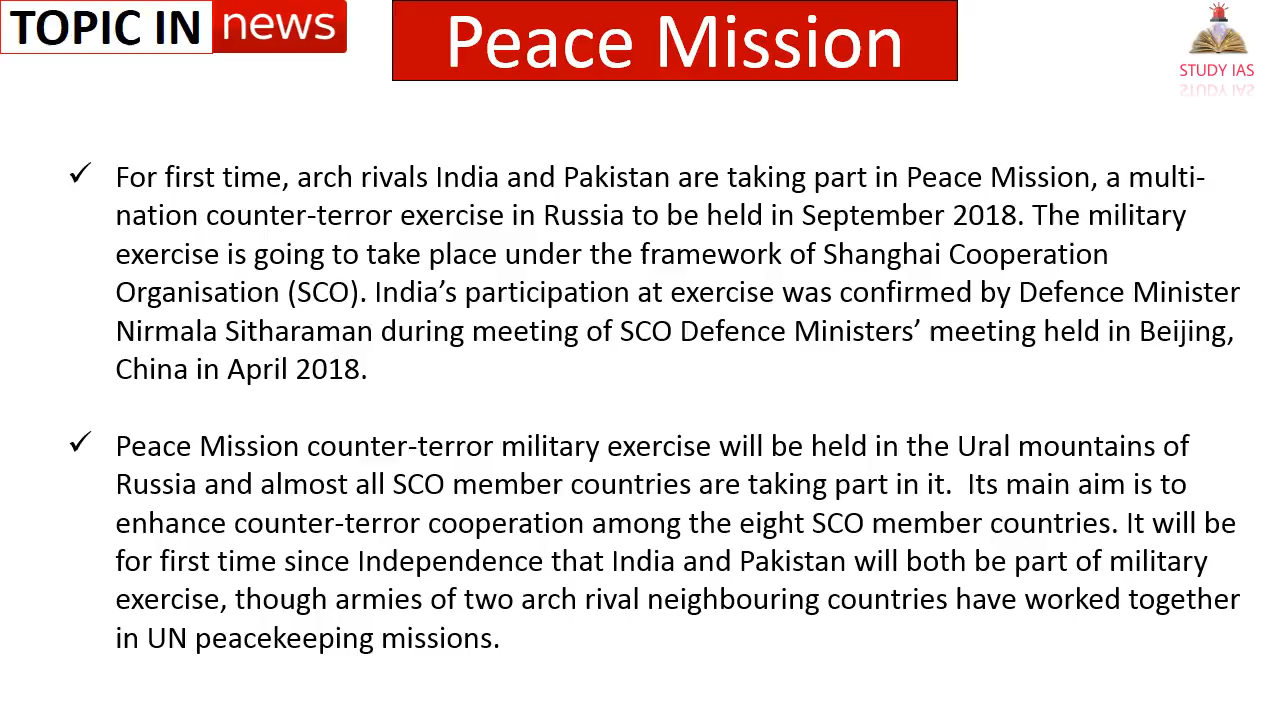 TOPIC IN news
Peace Mission
STUDY IAS
✓ For first time, arch rivals India and Pakistan are taking part in Peace Mission, a multi-
nation counter-terror exercise in Russia to be held in September 2018. The military
exercise is going to take place under the framework of Shanghai Cooperation
Organisation (SCO). India’s participation at exercise was confirmed by Defence Minister
Nirmala Sitharaman during meeting of SCO Defence Ministers’ meeting held in Beijing,
China in April 2018.
✓ Peace Mission counter-terror military exercise will be held in the Ural mountains of
Russia and almost all SCO member countries are taking part in it.  Its main aim is to
enhance counter-terror cooperation among the eight SCO member countries. It will be
for first time since Independence that India and Pakistan will both be part of military
exercise, though armies of two arch rival neighbouring countries have worked together
in UN peacekeeping missions.